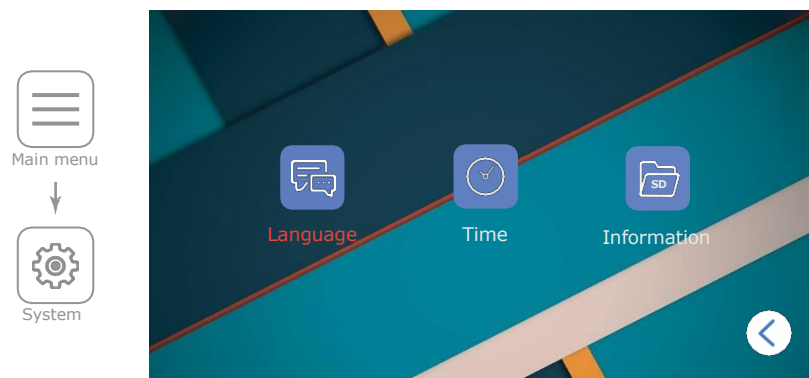 Main menu
System
SD
Language
Time
Information